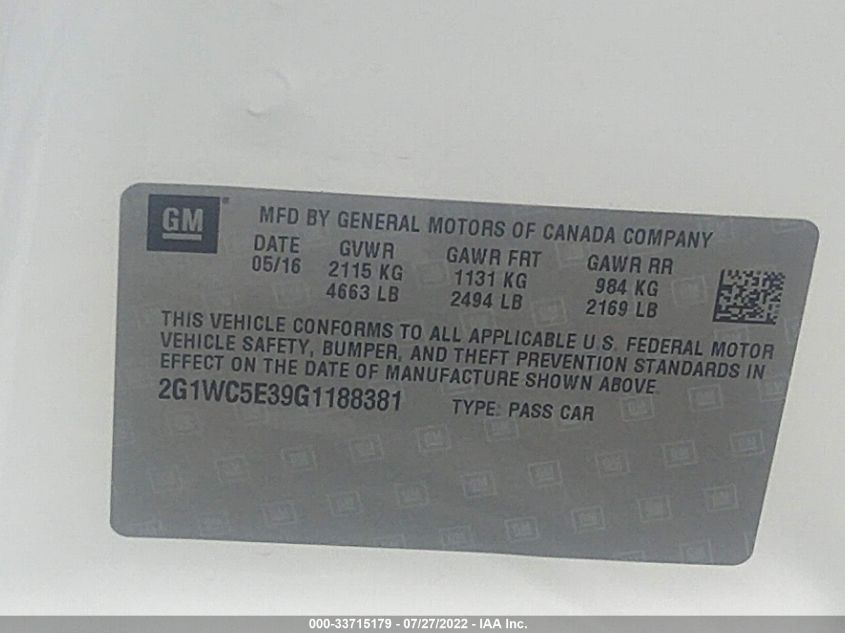 GM
MFD BY GENERAL MOTORS OF CANADA COMPANY
DATE GVWR GAWR FRT GAWR RR
05/16 2115 KG 1131 KG 984 KG
4663 LB 2494 LB 2169 LB
THIS VEHICLE CONFORMS TO ALL APPLICABLE U.S. FEDERAL MOTOR
VEHICLE SAFETY, BUMPER, AND THEFT PREVENTION STANDARDS IN
EFFECT ON THE DATE OF MANUFACTURE SHOWN ABOVE.
2G1WC5E39G1188381 TYPE: PASS CAR
000-33715179 - 07/27/2022 - IAA Inc.